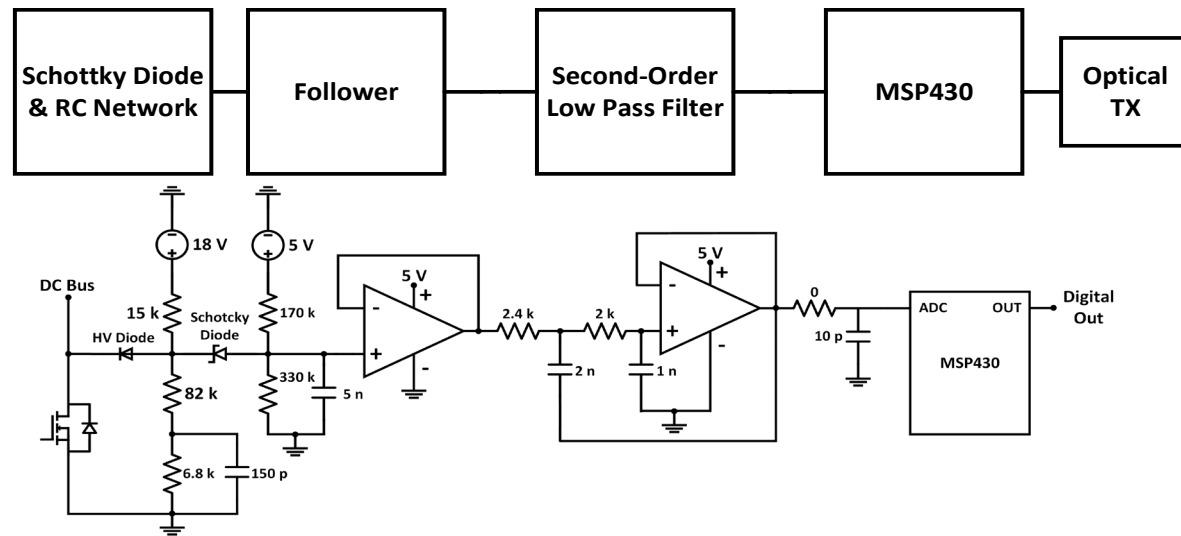 Schottky Diode
& RC Network
Follower
Second-Order
Low Pass Filter
MSP430
Optical
TX
18 V
5 V
DC Bus
15 k
Schotcky
Diode
170 k
HV Diode
82 k
330 k
5 n
6.8 k
150 p
5 V
+
-
+
-
2.4 k
2 k
2 n
1 n
5 V
+
-
+
-
0
10 p
ADC
OUT
MSP430
Digital
Out
-
+
-
+